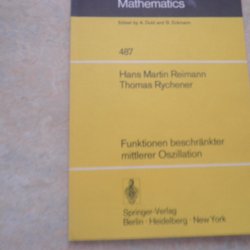 Mathematics
Edited by A. Dold and B. Eckmann
487
Hans Martin Reimann
Thomas Rychener
Funktionen beschränkter
mittlerer Oszillation
Springer-Verlag
Berlin · Heidelberg · New York